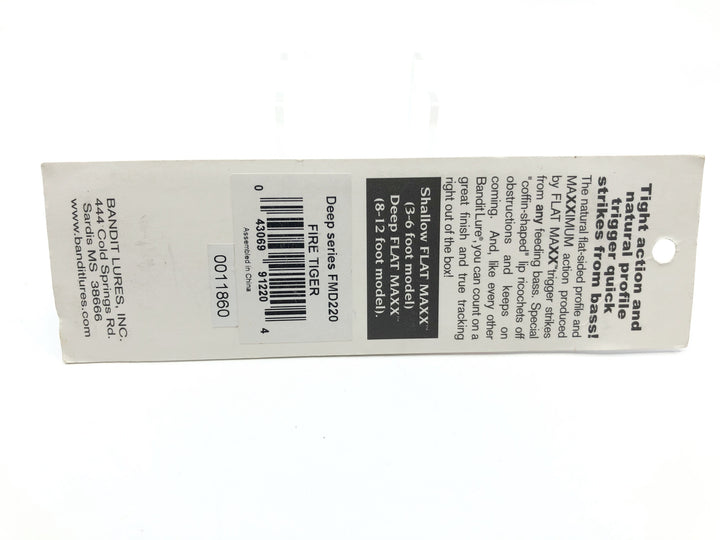 Tight action and
natural profile
trigger quick
strikes from bass!
The natural flat-sided profile and
MAXXIMUM action produced
by FLAT MAXX™ trigger strikes
from any feeding bass. Special
"coffin-shaped" lip ricochets off
obstructions and keeps on
coming. And, like every other
Bandit Lure®, you can count on a
great finish and true tracking
right out of the box!
Shallow FLAT MAXX™
(3-6 foot model)
Deep FLAT MAXX™
(8-12 foot model).
Deep series FMD220
FIRE TIGER
0 43069 91220 4
Assembled in China
0011860
BANDIT LURES, INC.
444 Cold Springs Rd.
Sardis MS 38666
www.banditlures.com